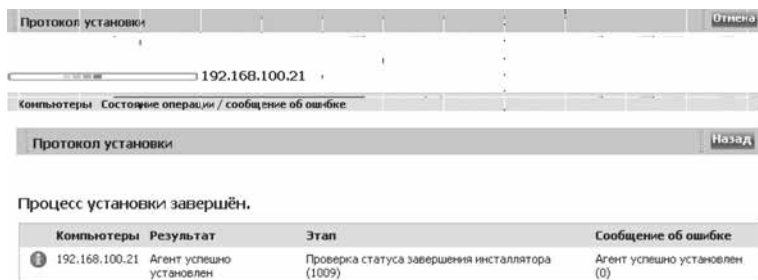 Протокол установки Отмена
192.168.100.21
Компьютеры Состояние операции / сообщение об ошибке
Протокол установки Назад
Процесс установки завершён.
Компьютеры Результат Этап Сообщение об ошибке
192.168.100.21 Агент успешно Проверка статуса завершения инсталлятора Агент успешно установлен
установлен (1009) (0)